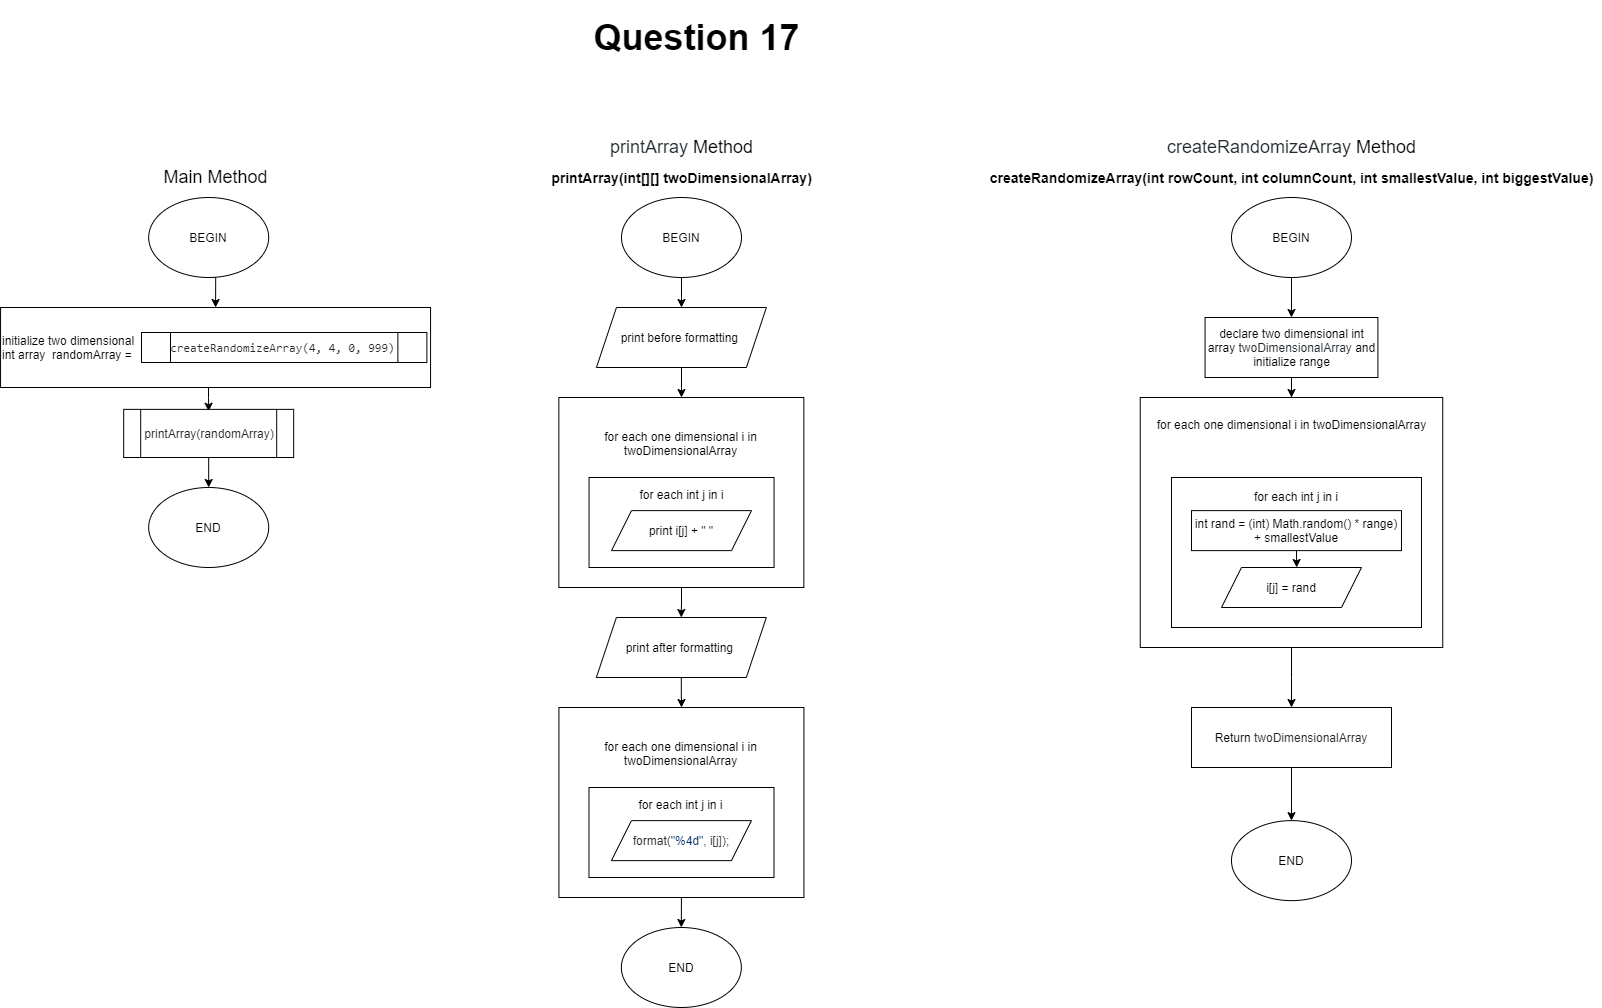 Question 17
Main Method
BEGIN
initialize two dimensional
int array  randomArray =
createRandomizeArray(4, 4, 0, 999)
printArray(randomArray)
END
printArray Method
printArray(int[][] twoDimensionalArray)
BEGIN
print before formatting
for each one dimensional i in
twoDimensionalArray
for each int j in i
print i[j] + " "
print after formatting
for each one dimensional i in
twoDimensionalArray
for each int j in i
format("%4d", i[j]);
END
createRandomizeArray Method
createRandomizeArray(int rowCount, int columnCount, int smallestValue, int biggestValue)
BEGIN
declare two dimensional int
array twoDimensionalArray and
initialize range
for each one dimensional i in twoDimensionalArray
for each int j in i
int rand = (int) Math.random() * range)
+ smallestValue
i[j] = rand
Return twoDimensionalArray
END